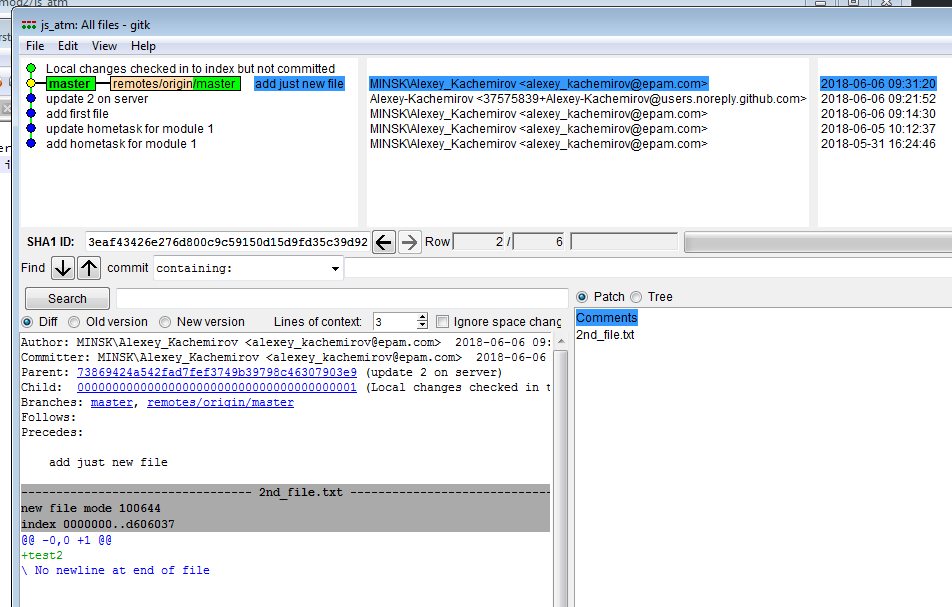 mod2/js_atm
js_atm: All files - gitk
File Edit View Help
Local changes checked in to index but not committed
master remotes/origin/master add just new file MINSK\Alexey_Kachemirov <alexey_kachemirov@epam.com> 2018-06-06 09:31:20
update 2 on server Alexey-Kachemirov <37575839+Alexey-Kachemirov@users.noreply.github.com> 2018-06-06 09:21:52
add first file MINSK\Alexey_Kachemirov <alexey_kachemirov@epam.com> 2018-06-06 09:14:30
update hometask for module 1 MINSK\Alexey_Kachemirov <alexey_kachemirov@epam.com> 2018-06-05 10:12:37
add hometask for module 1 MINSK\Alexey_Kachemirov <alexey_kachemirov@epam.com> 2018-05-31 16:24:46
SHA1 ID: 3eaf43426e276d800c9c59150d15d9fd35c39d92 Row 2 / 6
Find commit containing:
Search
Patch Tree
Diff Old version New version Lines of context: 3 Ignore space chang
Comments
2nd_file.txt
Author: MINSK\Alexey_Kachemirov <alexey_kachemirov@epam.com> 2018-06-06 09:
Committer: MINSK\Alexey_Kachemirov <alexey_kachemirov@epam.com> 2018-06-06
Parent: 73869424a542fad7fef3749b39798c46307903e9 (update 2 on server)
Child: 0000000000000000000000000000000000000001 (Local changes checked in t
Branches: master, remotes/origin/master
Follows:
Precedes:
add just new file
-------------------------------- 2nd_file.txt ----------------------------
new file mode 100644
index 0000000..d606037
@@ -0,0 +1 @@
+test2
\ No newline at end of file